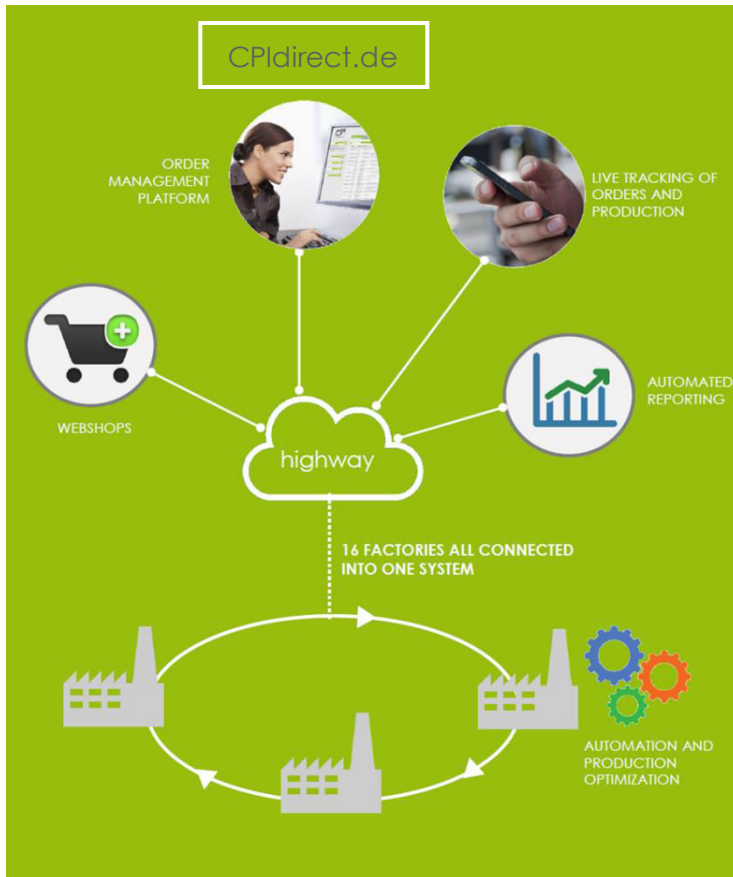 CPIdirect.de
ORDER
MANAGEMENT
PLATFORM
LIVE TRACKING OF
ORDERS AND
PRODUCTION
WEBSHOPS
AUTOMATED
REPORTING
highway
16 FACTORIES ALL CONNECTED
INTO ONE SYSTEM
AUTOMATION AND
PRODUCTION
OPTIMIZATION